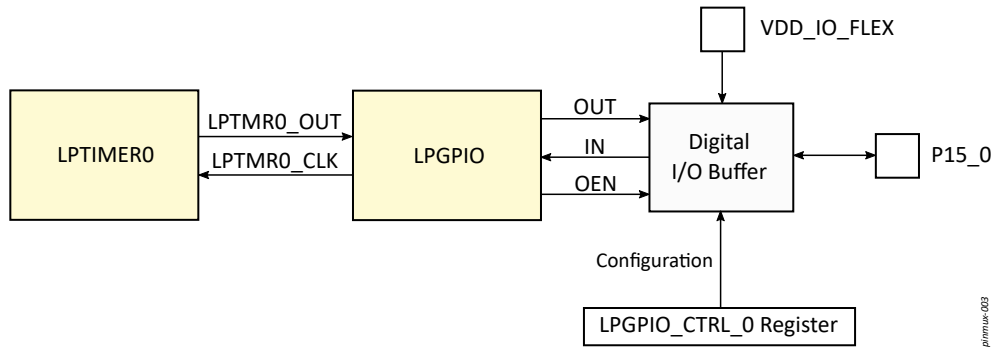 VDD_IO_FLEX
LPTIMER0
LPTMR0_OUT
LPTMR0_CLK
LPGPIO
OUT
IN
OEN
Digital
I/O Buffer
P15_0
Configuration
LPGPIO_CTRL_0 Register
pinmux-003